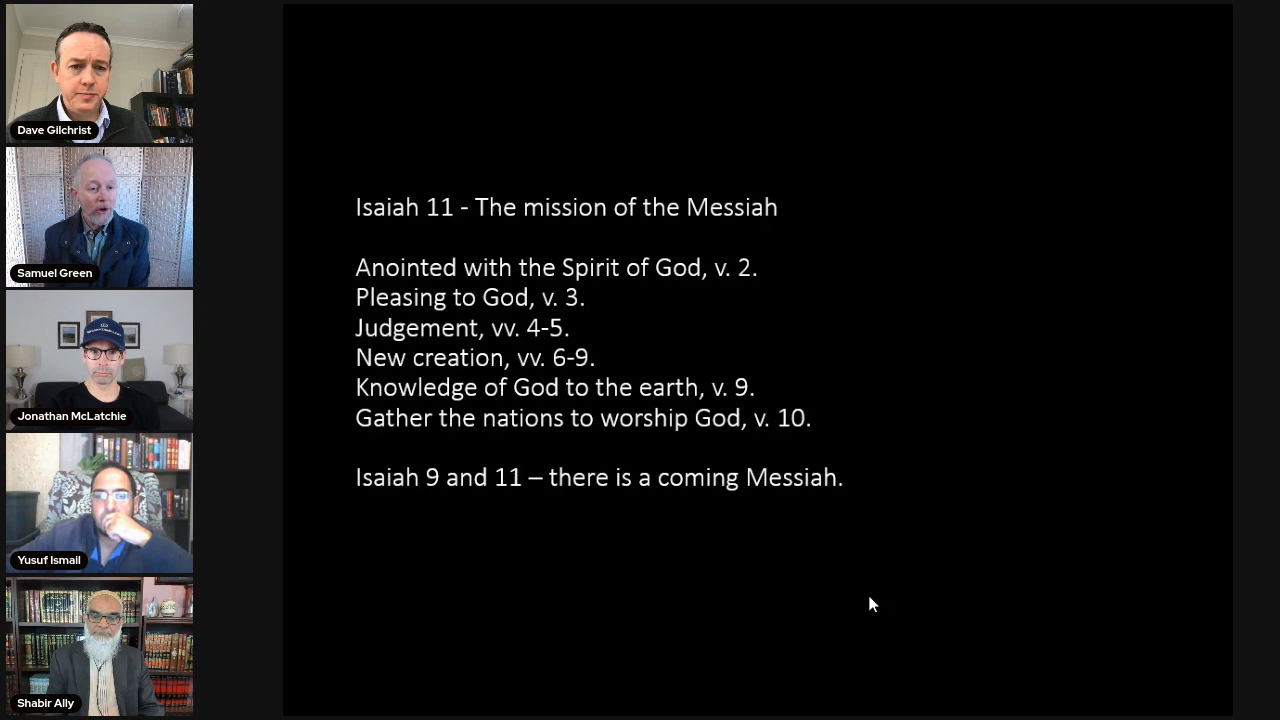 Dave Gilchrist
Samuel Green
Jonathan McLatchie
Yusuf Ismail
Shabir Ally
Isaiah 11 - The mission of the Messiah
Anointed with the Spirit of God, v. 2.
Pleasing to God, v. 3.
Judgement, vv. 4-5.
New creation, vv. 6-9.
Knowledge of God to the earth, v. 9.
Gather the nations to worship God, v. 10.
Isaiah 9 and 11 – there is a coming Messiah.